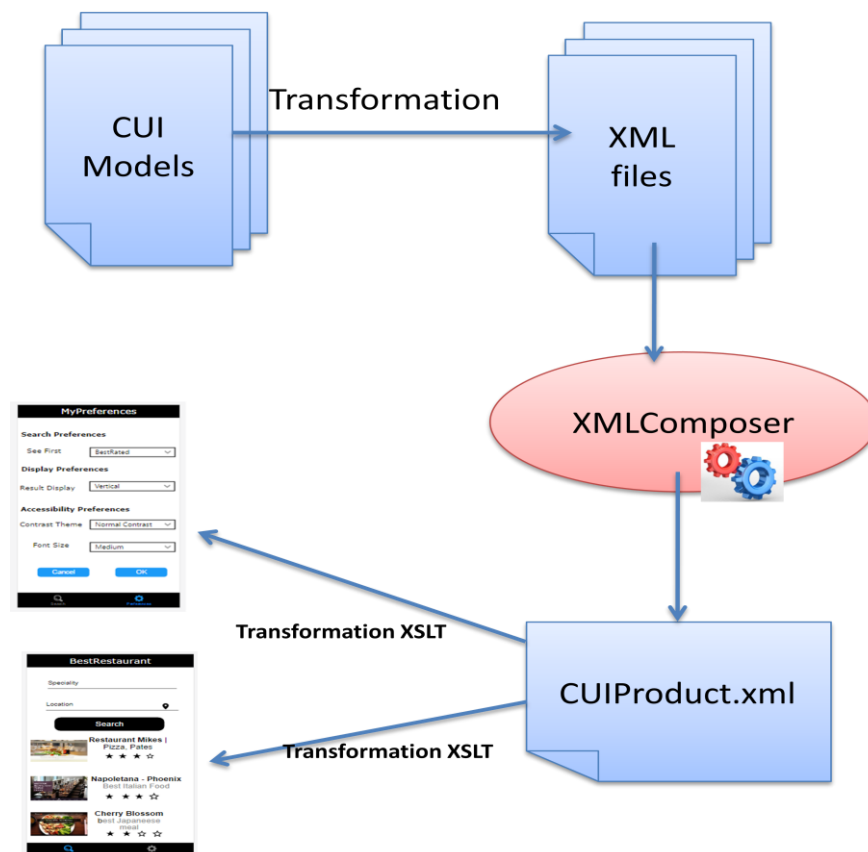 CUI
Models
Transformation
XML
files
XMLComposer
MyPreferences
Search Preferences
See First
BestRated
Display Preferences
Result Display
Vertical
Accessibility Preferences
Contrast Theme
Normal Contrast
Font Size
Medium
Cancel
OK
Transformation XSLT
CUIProduct.xml
Transformation XSLT
BestRestaurant
Speciality
Location
Search
Restaurant Mikes |
Pizza, Pates
Napoletana - Phoenix
Best Italian Food
Cherry Blossom
best Japaneese
meal